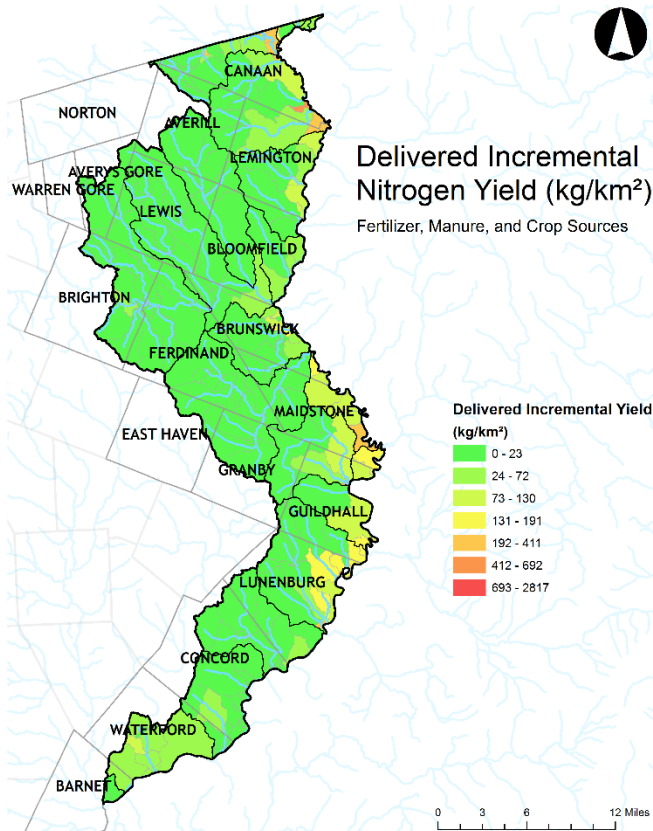 Delivered Incremental
Nitrogen Yield (kg/km²)
Fertilizer, Manure, and Crop Sources
CANAAN
NORTON
AVERILL
LEMINGTON
AVERYS GORE
WARREN GORE
LEWIS
BLOOMFIELD
BRIGHTON
BRUNSWICK
FERDINAND
MAIDSTONE
EAST HAVEN
GRANBY
GUILDHALL
LUNENBURG
CONCORD
WATERFORD
BARNET
Delivered Incremental Yield
(kg/km²)
0 - 23
24 - 72
73 - 130
131 - 191
192 - 411
412 - 692
693 - 2817
0 3 6 12 Miles